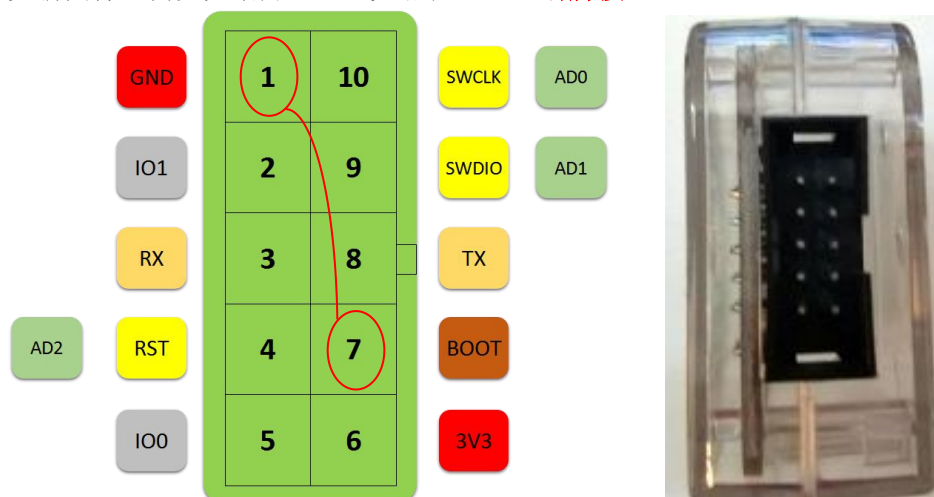 GND 1 10 SWCLK AD0
IO1 2 9 SWDIO AD1
RX 3 8 TX
AD2 RST 4 7 BOOT
IO0 5 6 3V3